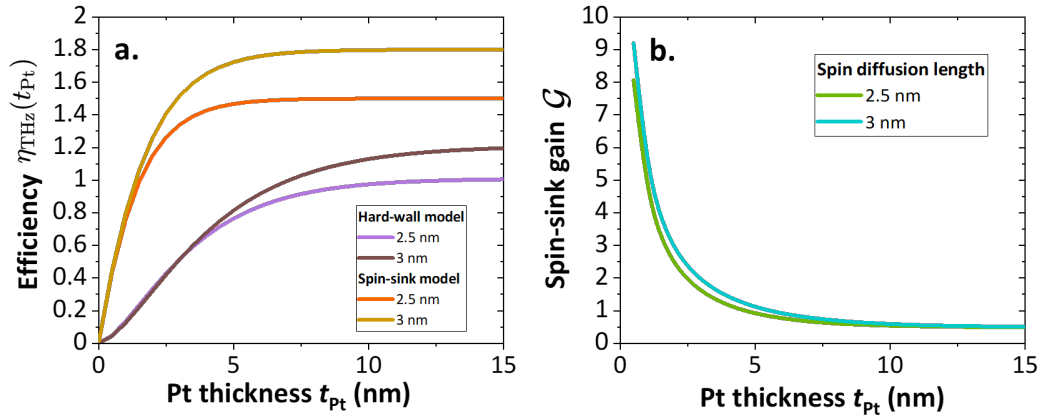 a.
Efficiency η_THz(t_Pt)
2
1.8
1.6
1.4
1.2
1
0.8
0.6
0.4
0.2
0
Hard-wall model
2.5 nm
3 nm
Spin-sink model
2.5 nm
3 nm
0 5 10 15
Pt thickness t_Pt (nm)
b.
Spin-sink gain 𝒢
10
9
8
7
6
5
4
3
2
1
0
Spin diffusion length
2.5 nm
3 nm
0 5 10 15
Pt thickness t_Pt (nm)